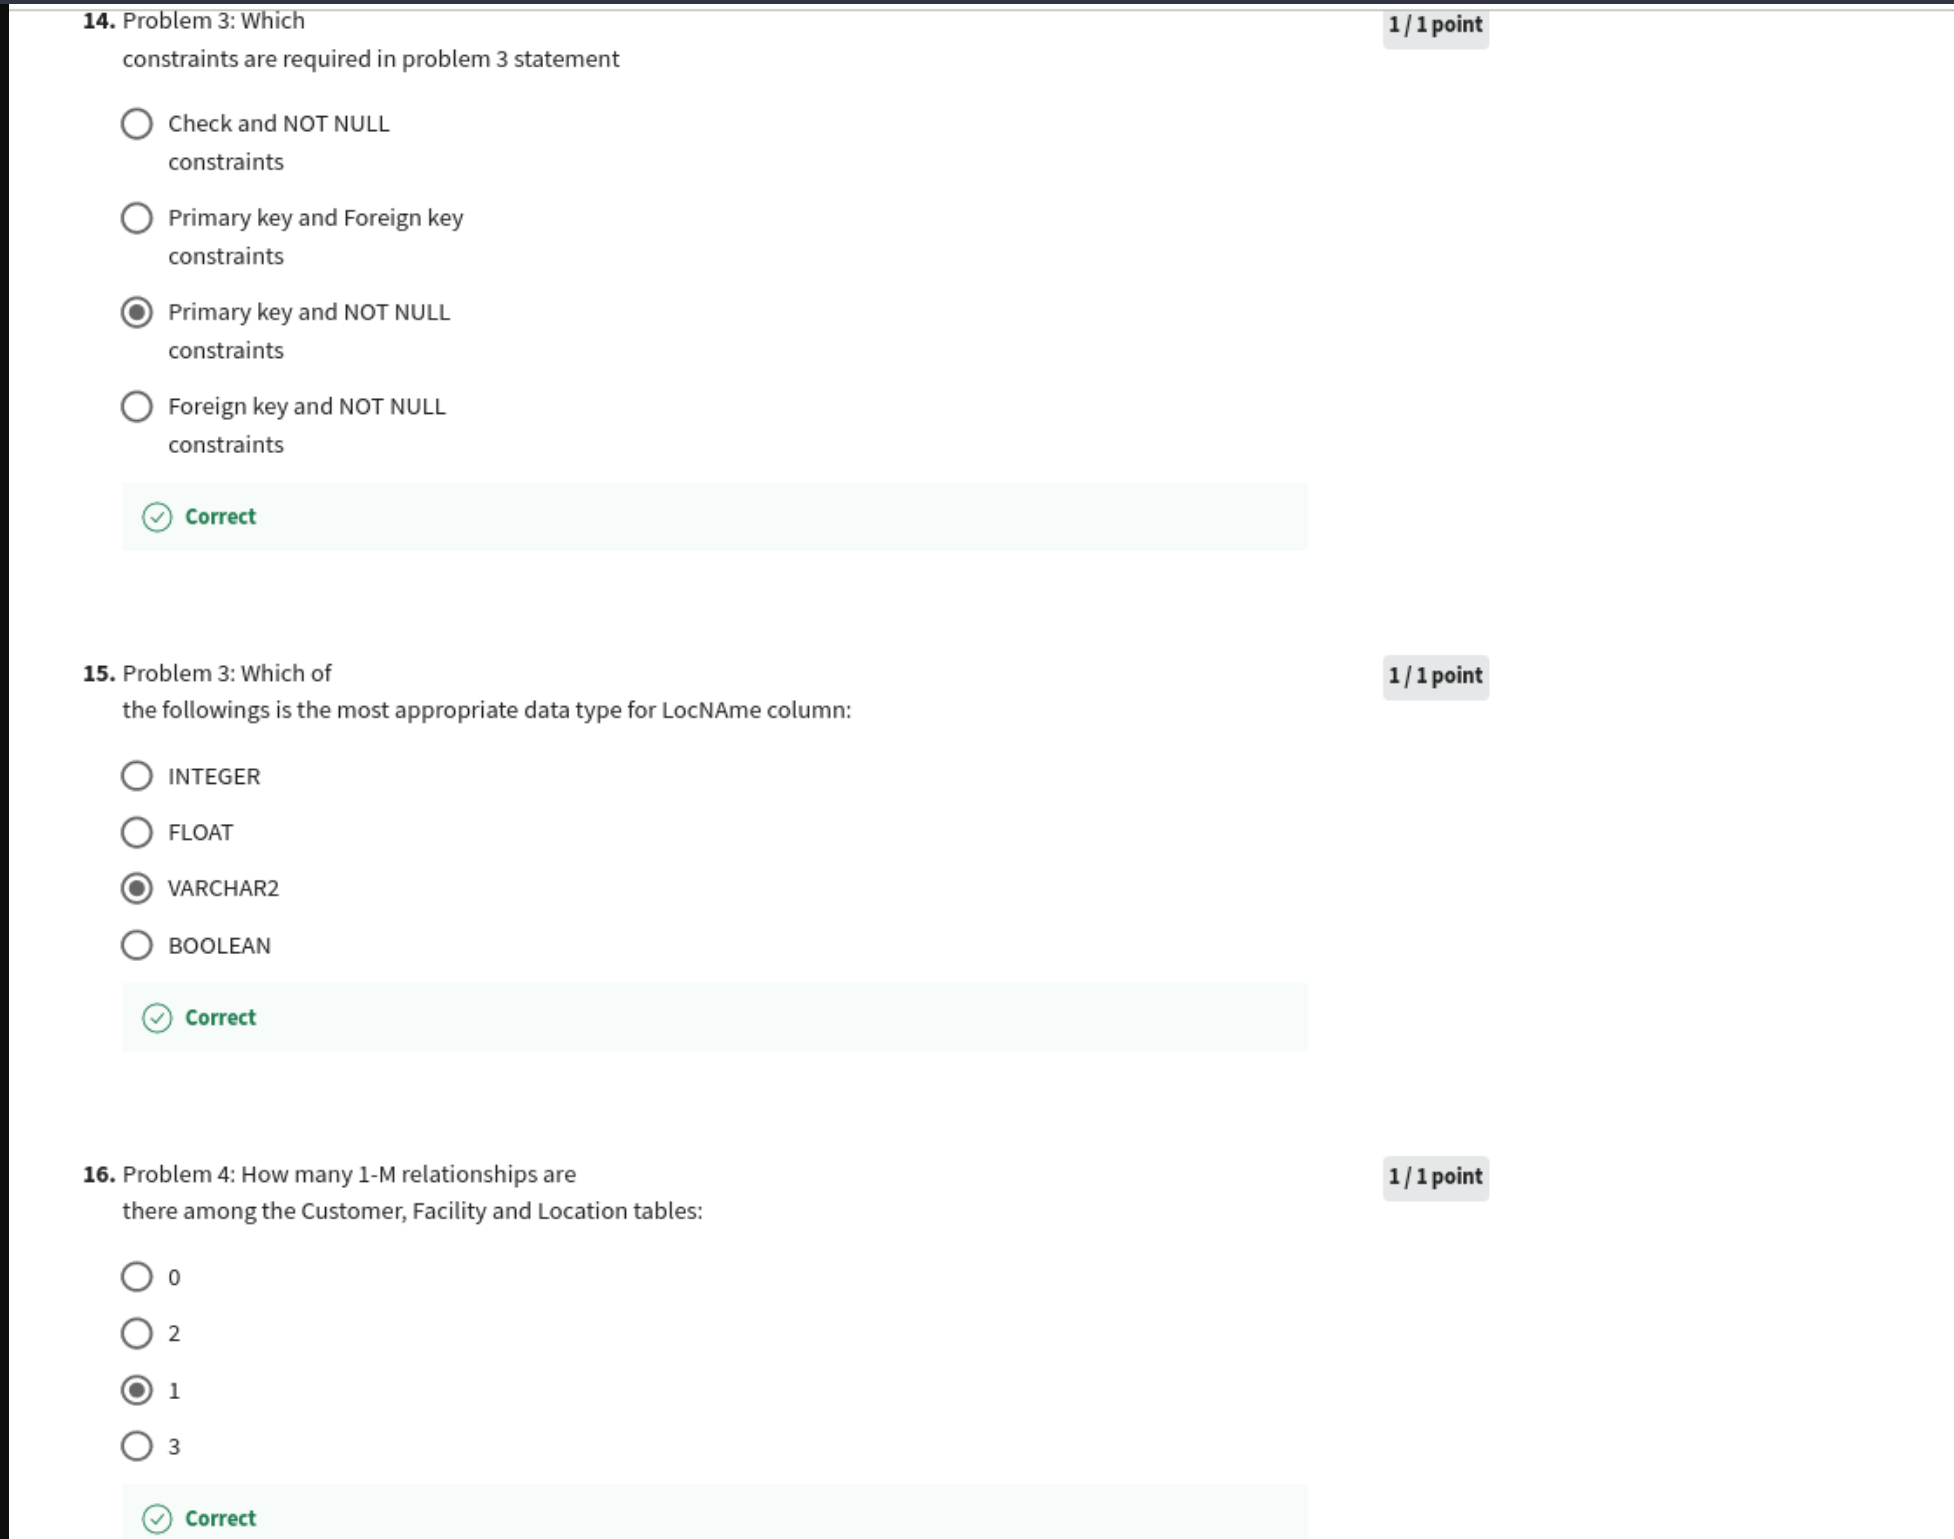 14. Problem 3: Which
1 / 1 point
constraints are required in problem 3 statement
Check and NOT NULL
constraints
Primary key and Foreign key
constraints
Primary key and NOT NULL
constraints
Foreign key and NOT NULL
constraints
Correct
15. Problem 3: Which of
1 / 1 point
the followings is the most appropriate data type for LocNAme column:
INTEGER
FLOAT
VARCHAR2
BOOLEAN
Correct
16. Problem 4: How many 1-M relationships are
1 / 1 point
there among the Customer, Facility and Location tables:
0
2
1
3
Correct